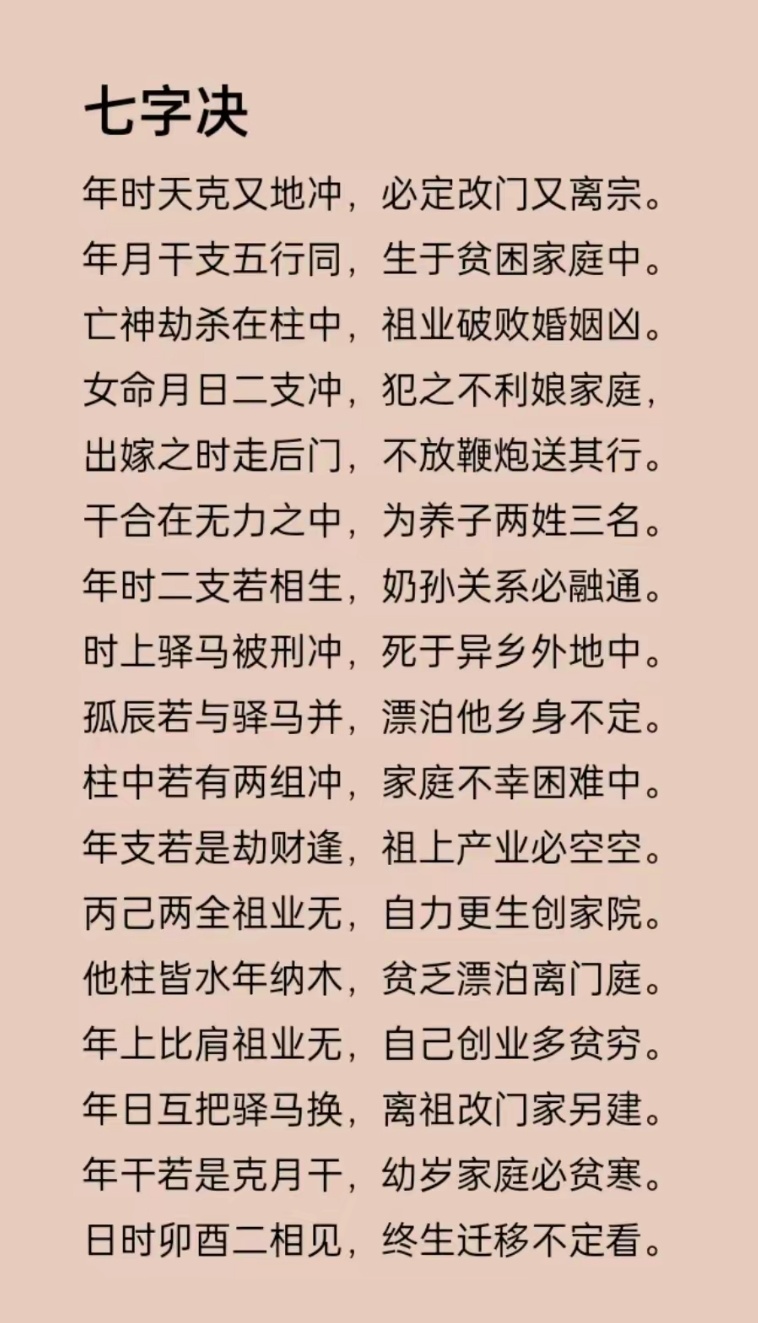 七字决
年时天克又地冲，必定改门又离宗。
年月干支五行同，生于贫困家庭中。
亡神劫杀在柱中，祖业破败婚姻凶。
女命月日二支冲，犯之不利娘家庭，
出嫁之时走后门，不放鞭炮送其行。
干合在无力之中，为养子两姓三名。
年时二支若相生，奶孙关系必融通。
时上驿马被刑冲，死于异乡外地中。
孤辰若与驿马并，漂泊他乡身不定。
柱中若有两组冲，家庭不幸困难中。
年支若是劫财逢，祖上产业必空空。
丙己两全祖业无，自力更生创家院。
他柱皆水年纳木，贫乏漂泊离门庭。
年上比肩祖业无，自己创业多贫穷。
年日互把驿马换，离祖改门家另建。
年干若是克月干，幼岁家庭必贫寒。
日时卯酉二相见，终生迁移不定看。